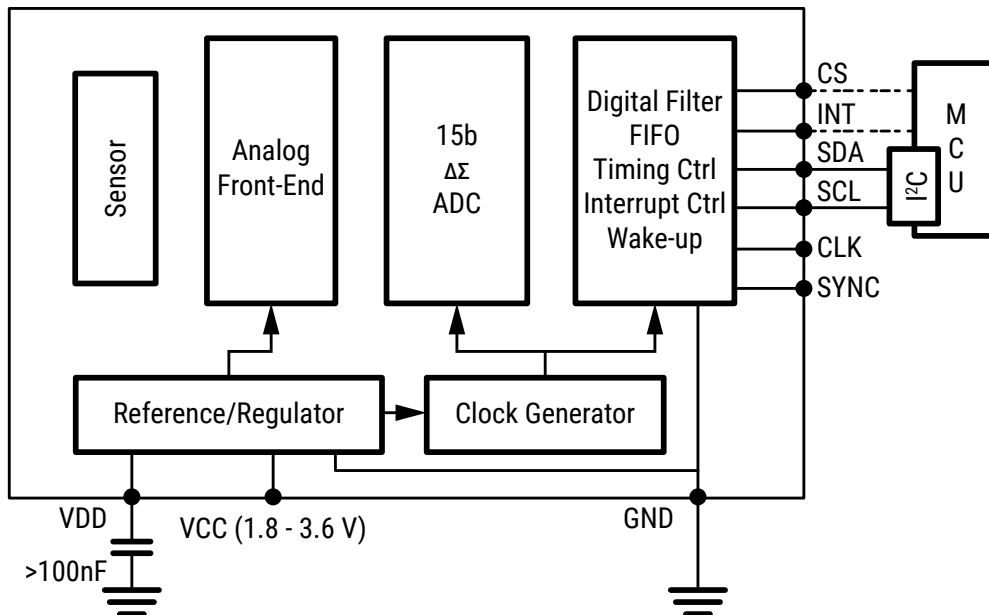 Sensor
Analog
Front-End
15b
ΔΣ
ADC
Digital Filter
FIFO
Timing Ctrl
Interrupt Ctrl
Wake-up
CS
INT
SDA
SCL
CLK
SYNC
I²C
M
C
U
Reference/Regulator
Clock Generator
VDD
VCC (1.8 - 3.6 V)
GND
>100nF